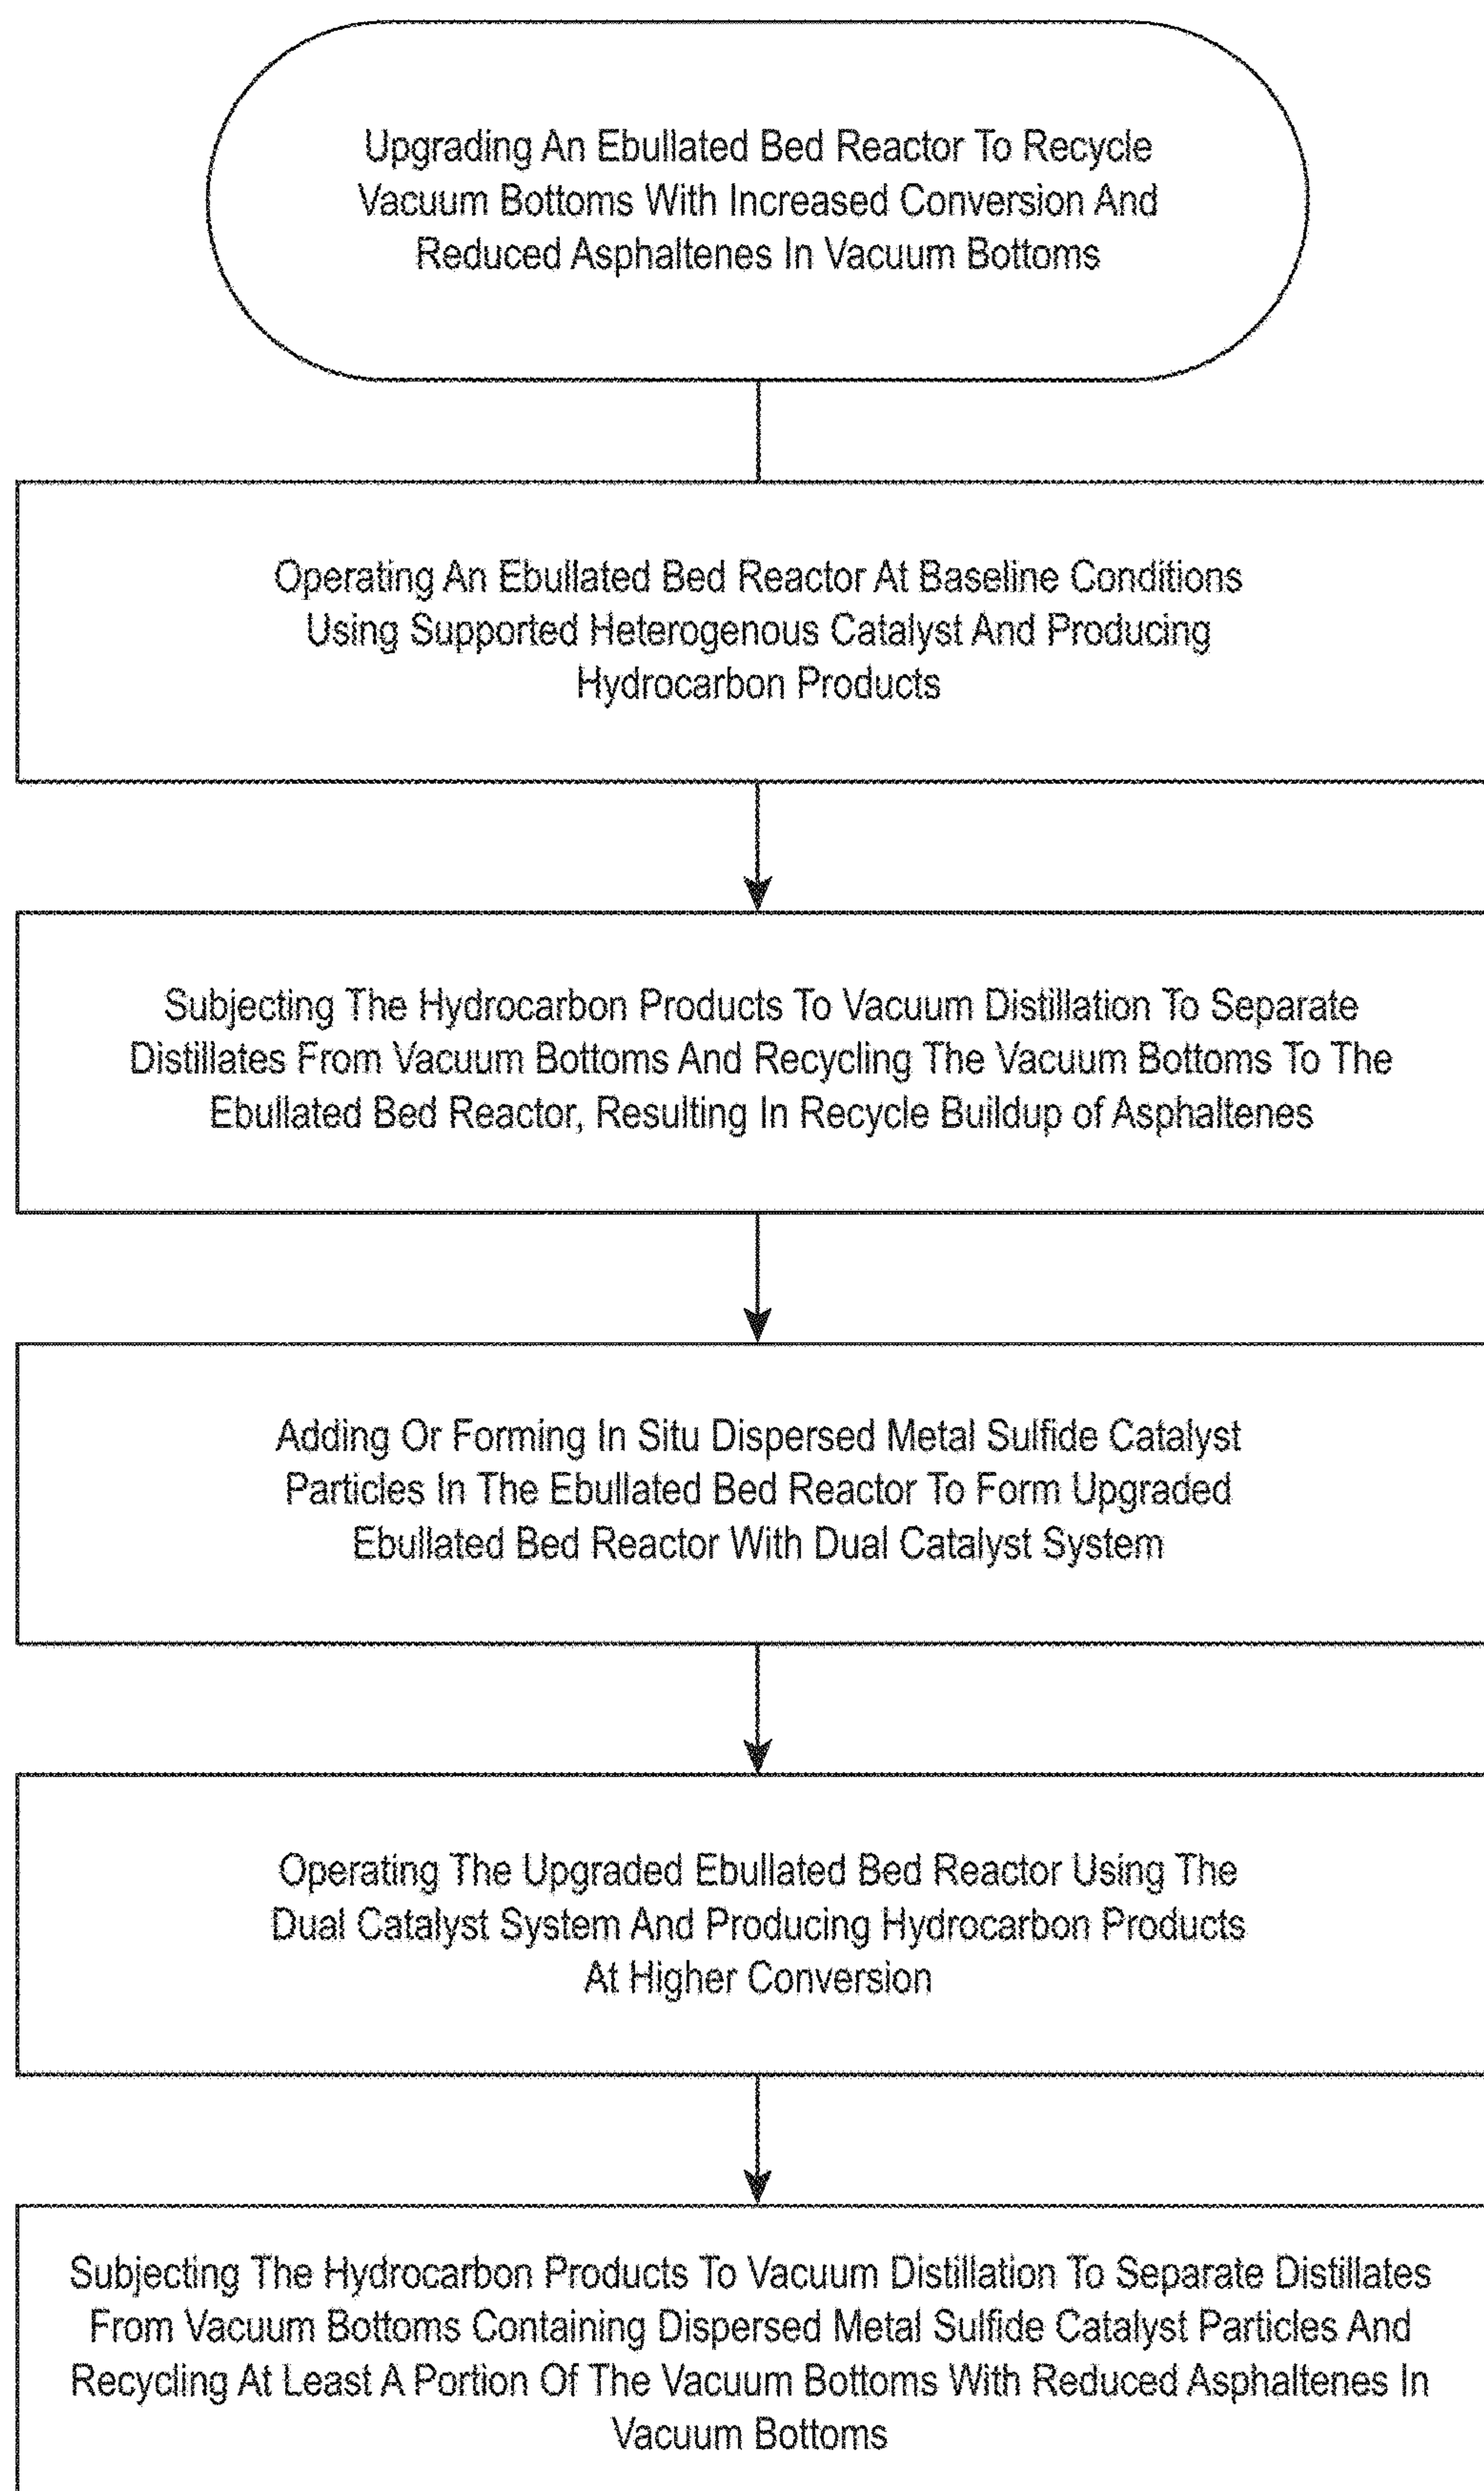 Upgrading An Ebullated Bed Reactor To Recycle
Vacuum Bottoms With Increased Conversion And
Reduced Asphaltenes In Vacuum Bottoms
Operating An Ebullated Bed Reactor At Baseline Conditions
Using Supported Heterogenous Catalyst And Producing
Hydrocarbon Products
Subjecting The Hydrocarbon Products To Vacuum Distillation To Separate
Distillates From Vacuum Bottoms And Recycling The Vacuum Bottoms To The
Ebullated Bed Reactor, Resulting In Recycle Buildup of Asphaltenes
Adding Or Forming In Situ Dispersed Metal Sulfide Catalyst
Particles In The Ebullated Bed Reactor To Form Upgraded
Ebullated Bed Reactor With Dual Catalyst System
Operating The Upgraded Ebullated Bed Reactor Using The
Dual Catalyst System And Producing Hydrocarbon Products
At Higher Conversion
Subjecting The Hydrocarbon Products To Vacuum Distillation To Separate Distillates
From Vacuum Bottoms Containing Dispersed Metal Sulfide Catalyst Particles And
Recycling At Least A Portion Of The Vacuum Bottoms With Reduced Asphaltenes In
Vacuum Bottoms